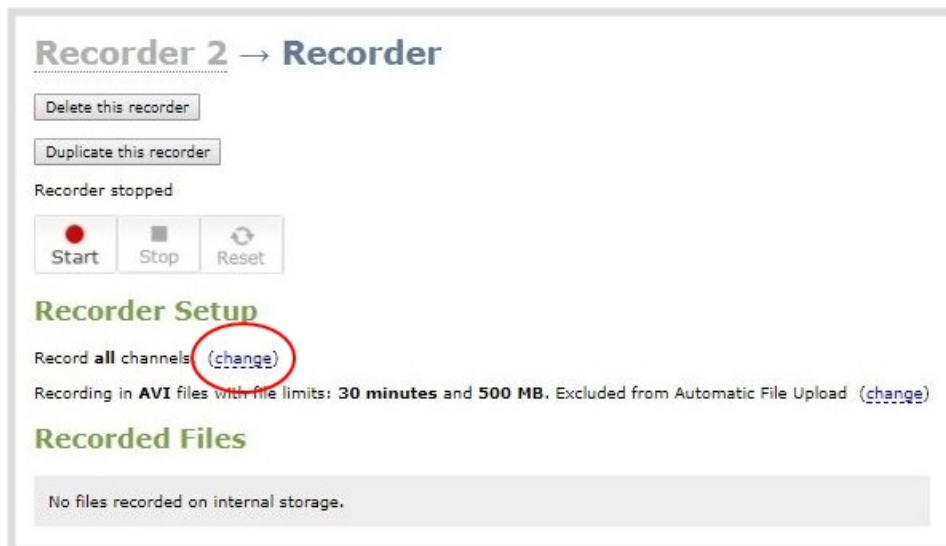 Recorder 2 → Recorder
Delete this recorder
Duplicate this recorder
Recorder stopped
Start Stop Reset
Recorder Setup
Record all channels (change)
Recording in AVI files with file limits: 30 minutes and 500 MB. Excluded from Automatic File Upload (change)
Recorded Files
No files recorded on internal storage.